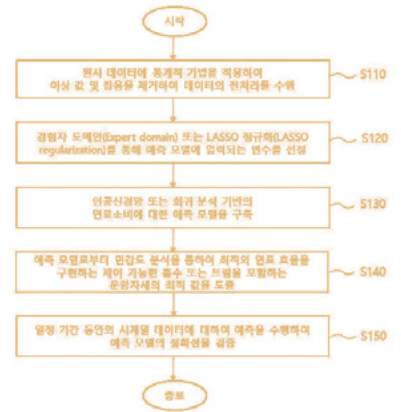 시작
원시 데이터에 통계적 기법을 적용하여
이상 값 및 잡음을 제거하여 데이터의 전처리를 수행
S110
경험자 도메인(Expert domain) 또는 LASSO 정규화(LASSO
regularization)를 통해 예측 모델에 입력되는 변수를 선정
S120
인공신경망 또는 회귀 분석 기반의
연료소비에 대한 예측 모델을 구축
S130
예측 모델로부터 민감도 분석을 통하여 최적의 연료 효율을
구현하는 제어 가능한 흘수 또는 트림을 포함하는
운항자세의 최적 값을 도출
S140
일정 기간 동안의 시계열 데이터에 대하여 예측을 수행하여
예측 모델의 정확성을 검증
S150
종료